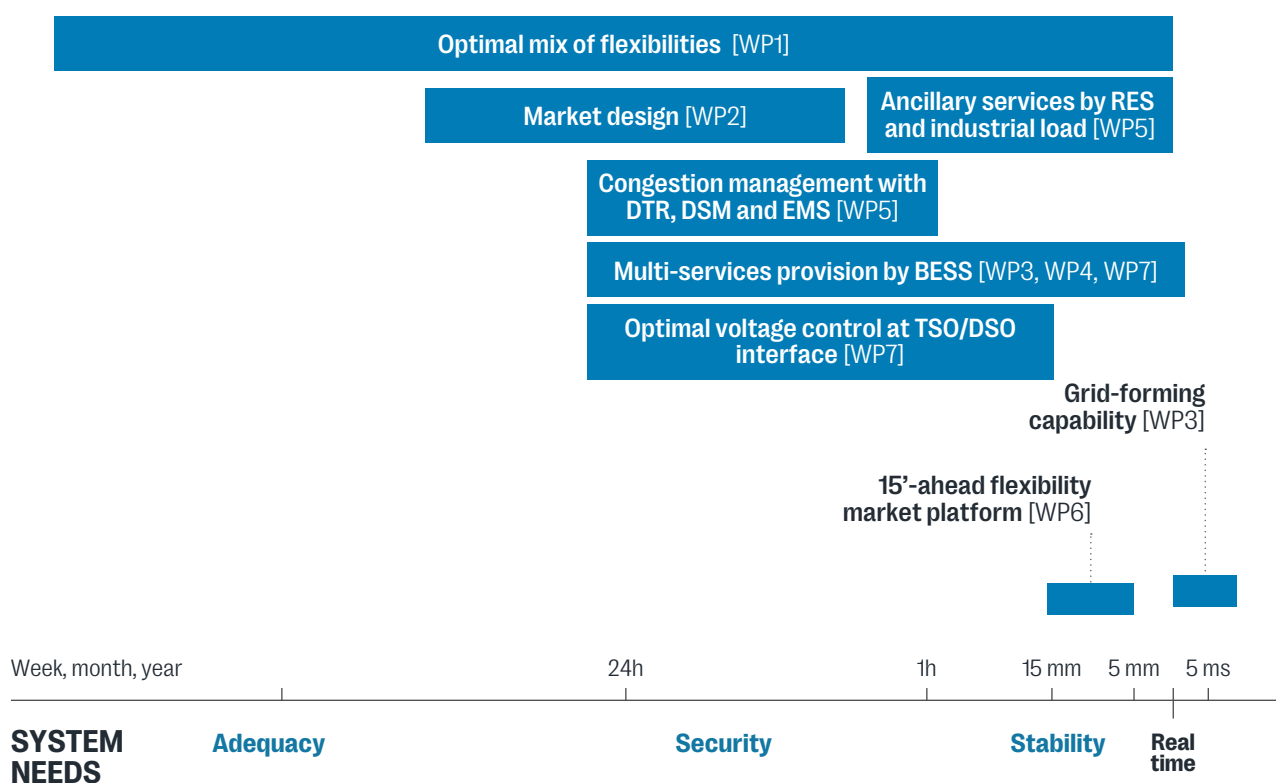 Optimal mix of flexibilities [WP1]
Market design [WP2]
Ancillary services by RES
and industrial load [WP5]
Congestion management with
DTR, DSM and EMS [WP5]
Multi-services provision by BESS [WP3, WP4, WP7]
Optimal voltage control at TSO/DSO
interface [WP7]
Grid-forming
capability [WP3]
15’-ahead flexibility
market platform [WP6]
Week, month, year 24h 1h 15 mm 5 mm 5 ms
SYSTEM
NEEDS
Adequacy Security Stability
Real
time